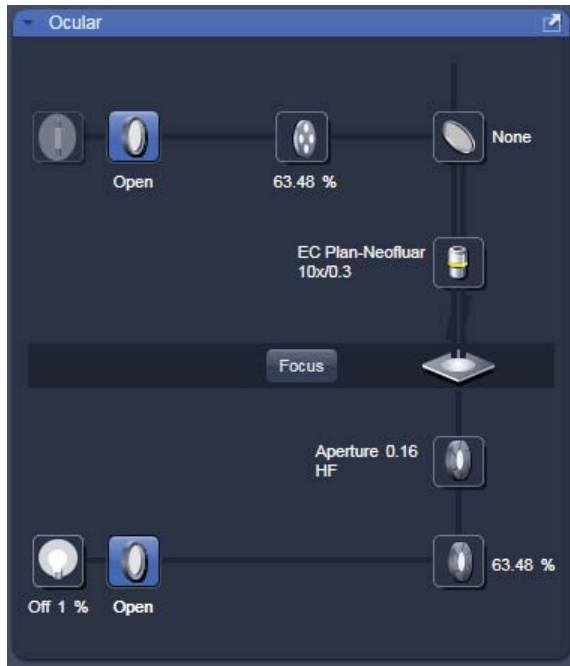 Ocular
None
Open
63.48 %
EC Plan-Neofluar
10x/0.3
Focus
Aperture 0.16
HF
63.48 %
Off 1 %
Open